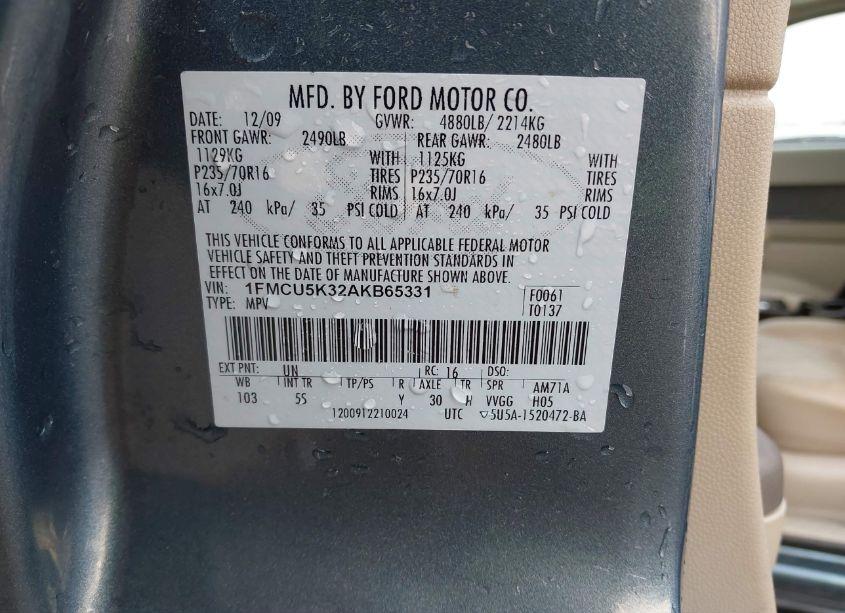 MFD. BY FORD MOTOR CO.
DATE: 12/09 GVWR: 4880LB/ 2214KG
FRONT GAWR: 2490LB REAR GAWR: 2480LB
1129KG WITH 1125KG WITH
P235/70R16 TIRES P235/70R16 TIRES
16x7.0J RIMS 16x7.0J RIMS
AT 240 kPa/ 35 PSI COLD AT 240 kPa/ 35 PSI COLD
THIS VEHICLE CONFORMS TO ALL APPLICABLE FEDERAL MOTOR
VEHICLE SAFETY AND THEFT PREVENTION STANDARDS IN
EFFECT ON THE DATE OF MANUFACTURE SHOWN ABOVE.
VIN: 1FMCU5K32AKB65331 F0061
TYPE: MPV T0137
EXT PNT: UN RC: 16 DSO:
WB INT TR TP/PS R AXLE TR SPR AM71A
103 5S Y 30 H VVGG H05
1200912210024 UTC ▽5U5A-1520472-BA